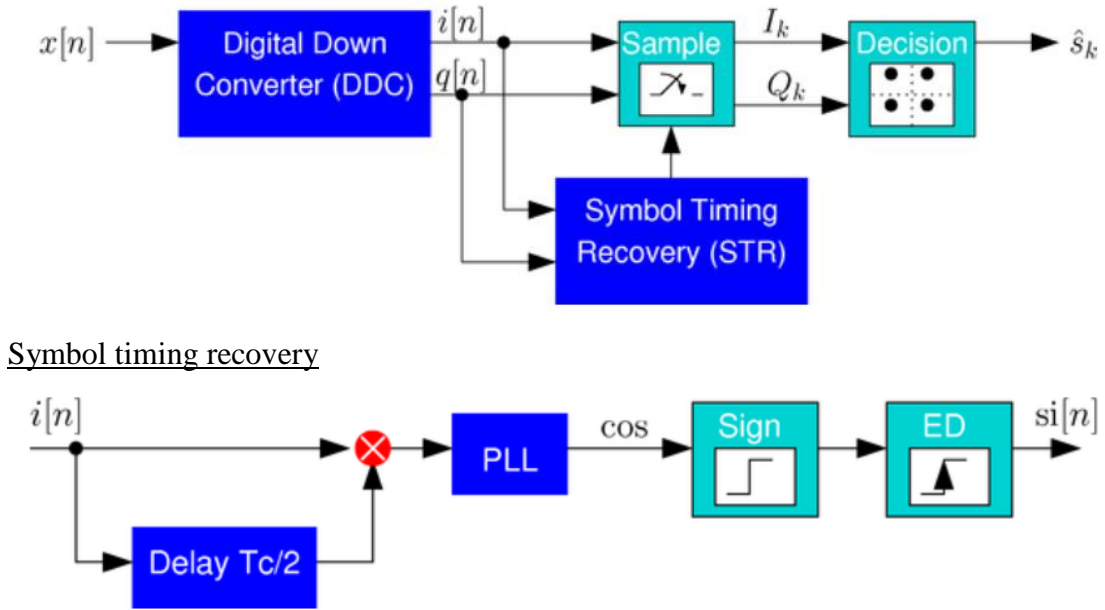 x[n]
Digital Down
Converter (DDC)
i[n]
q[n]
Sample
I_k
Q_k
Decision
ŝ_k
Symbol Timing
Recovery (STR)
Symbol timing recovery
i[n]
Delay Tc/2
PLL
cos
Sign
ED
si[n]